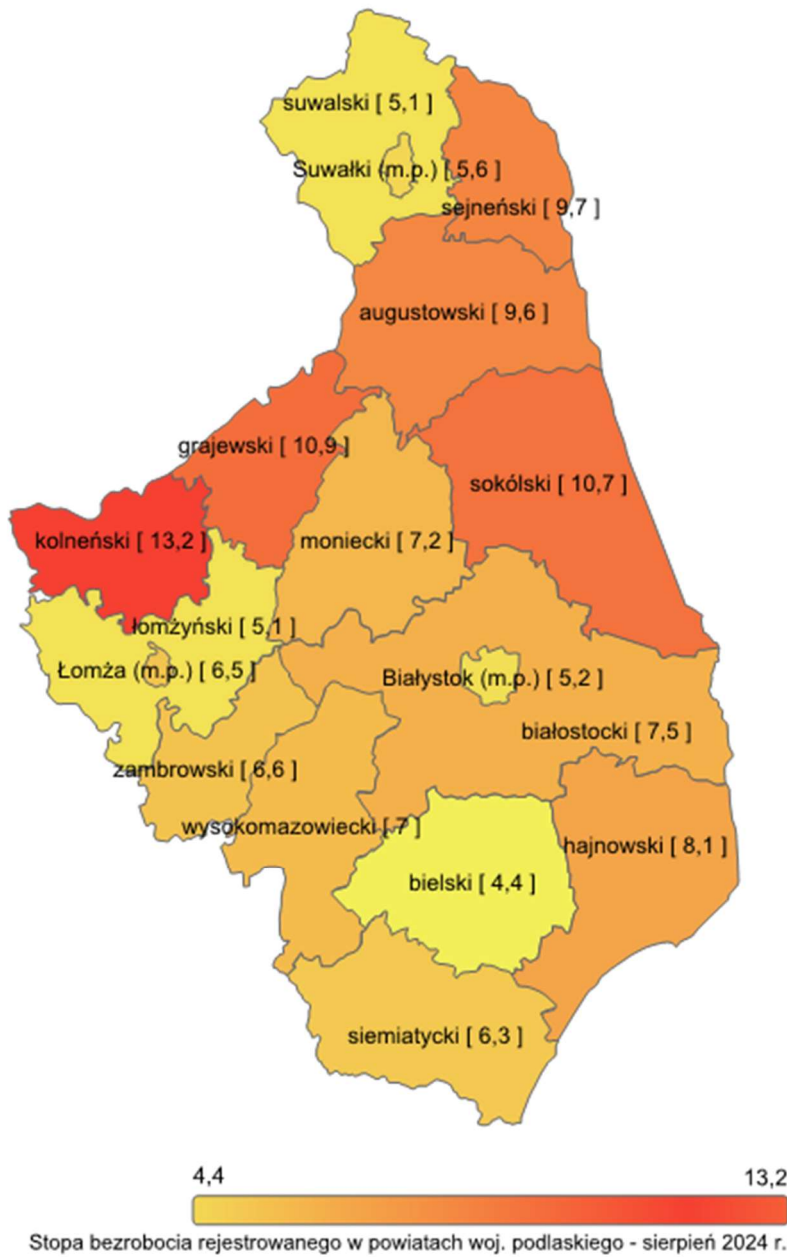 suwalski [ 5,1 ]
Suwałki (m.p.) [ 5,6 ]
sejneński [ 9,7 ]
augustowski [ 9,6 ]
grajewski [ 10,9 ]
sokólski [ 10,7 ]
kolneński [ 13,2 ]
moniecki [ 7,2 ]
łomżyński [ 5,1 ]
Łomża (m.p.) [ 6,5 ]
Białystok (m.p.) [ 5,2 ]
białostocki [ 7,5 ]
zambrowski [ 6,6 ]
wysokomazowiecki [ 7 ]
hajnowski [ 8,1 ]
bielski [ 4,4 ]
siemiatycki [ 6,3 ]
4,4 13,2
Stopa bezrobocia rejestrowanego w powiatach woj. podlaskiego - sierpień 2024 r.